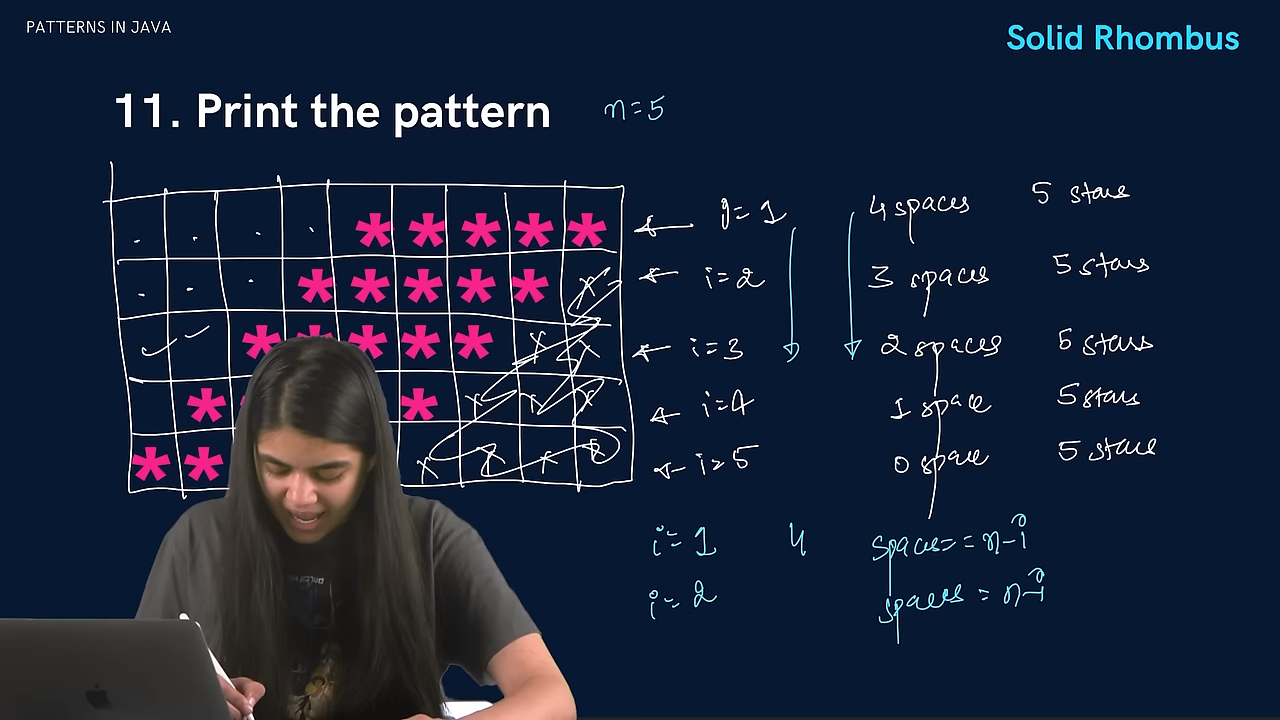 PATTERNS IN JAVA
Solid Rhombus
11. Print the pattern n=5
* * * * * i=1 4 spaces 5 stars
* * * * * i=2 3 spaces 5 stars
* * * * * i=3 2 spaces 5 stars
* * i=4 1 space 5 stars
* * i=5 0 space 5 stars
i=1 4 spaces = n-i
i=2 spaces = n-i